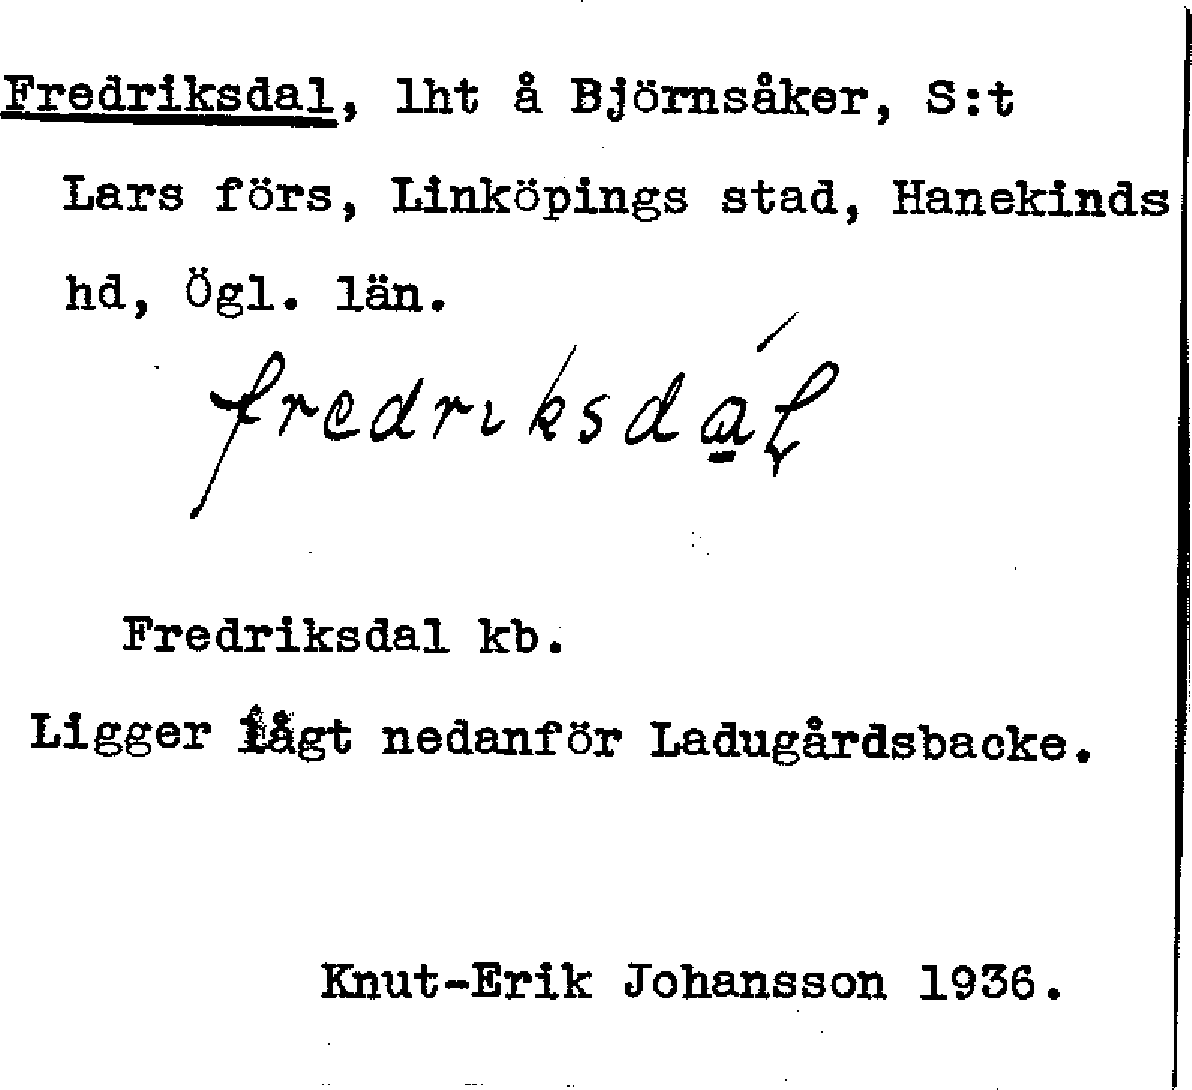 Fredriksdal, lht å Björnsåker, S:t
Lars förs, Linköpings stad, Hanekinds
hd, Ögl. län.
fredriksdal
Fredriksdal kb.
Ligger lågt nedanför Ladugårdsbacke.
Knut-Erik Johansson 1936.